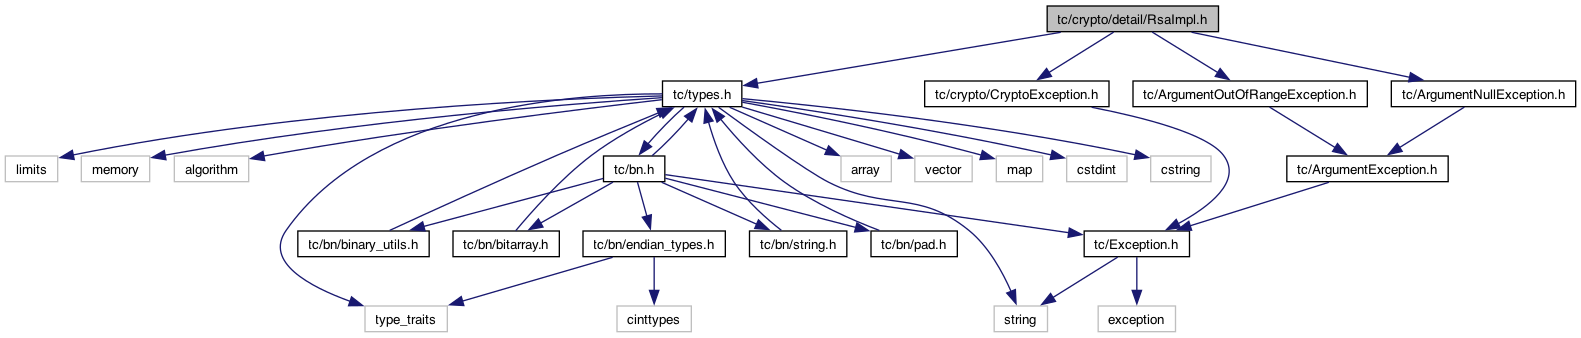 tc/crypto/detail/RsaImpl.h
tc/types.h
tc/crypto/CryptoException.h
tc/ArgumentOutOfRangeException.h
tc/ArgumentNullException.h
limits
memory
algorithm
tc/bn.h
array
vector
map
cstdint
cstring
tc/ArgumentException.h
tc/bn/binary_utils.h
tc/bn/bitarray.h
tc/bn/endian_types.h
tc/bn/string.h
tc/bn/pad.h
tc/Exception.h
type_traits
cinttypes
string
exception